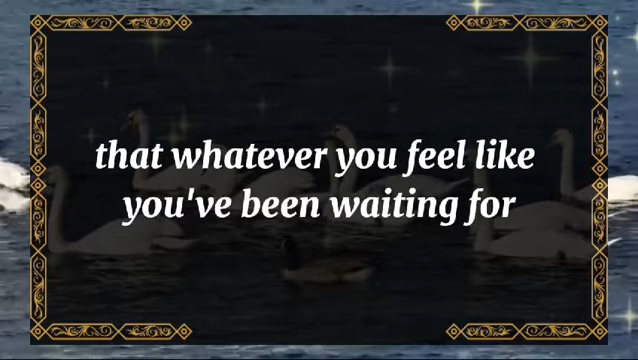 that whatever you feel like
you've been waiting for